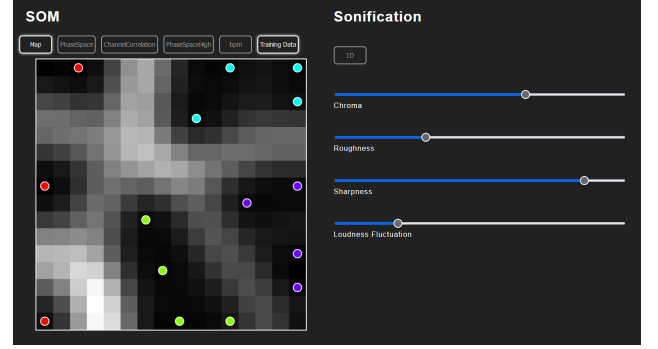 SOM
Map PhaseSpace ChannelCorrelation PhaseSpaceHigh bpm Training Data
Sonification
1D
Chroma
Roughness
Sharpness
Loudness Fluctuation